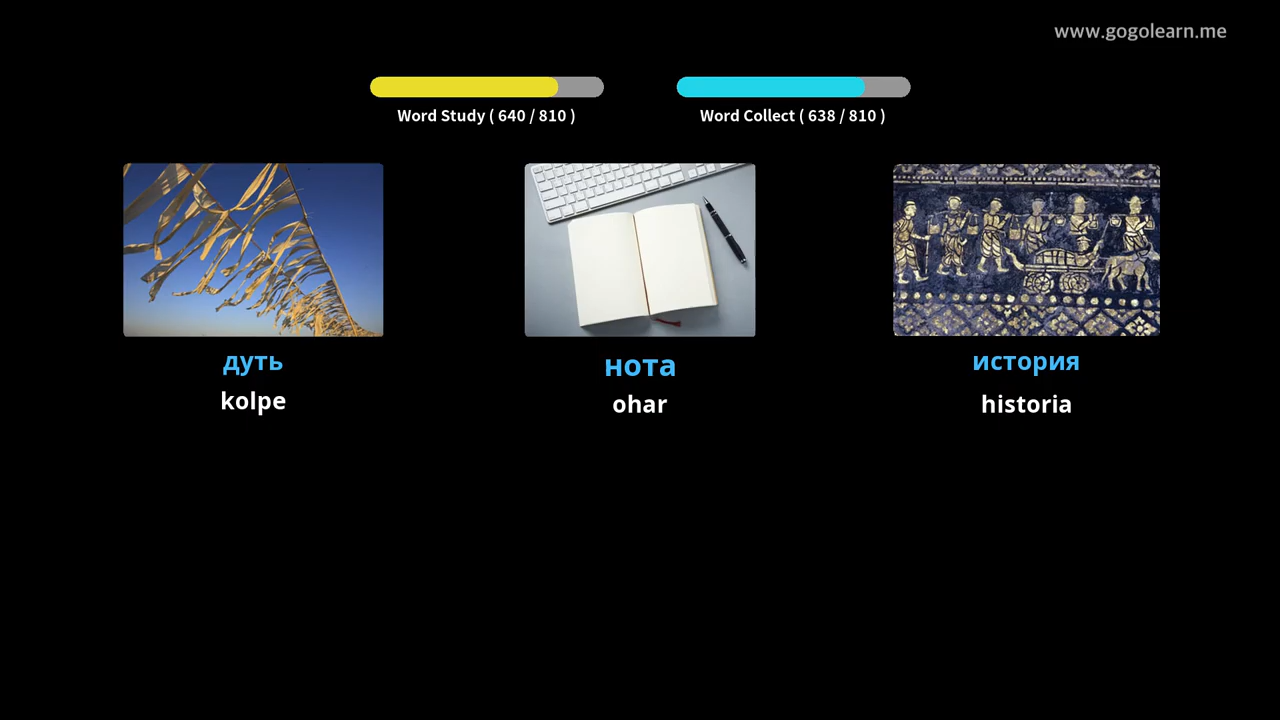 www.gogolearn.me
Word Study ( 640 / 810 )
Word Collect ( 638 / 810 )
дуть
kolpe
нота
ohar
история
historia